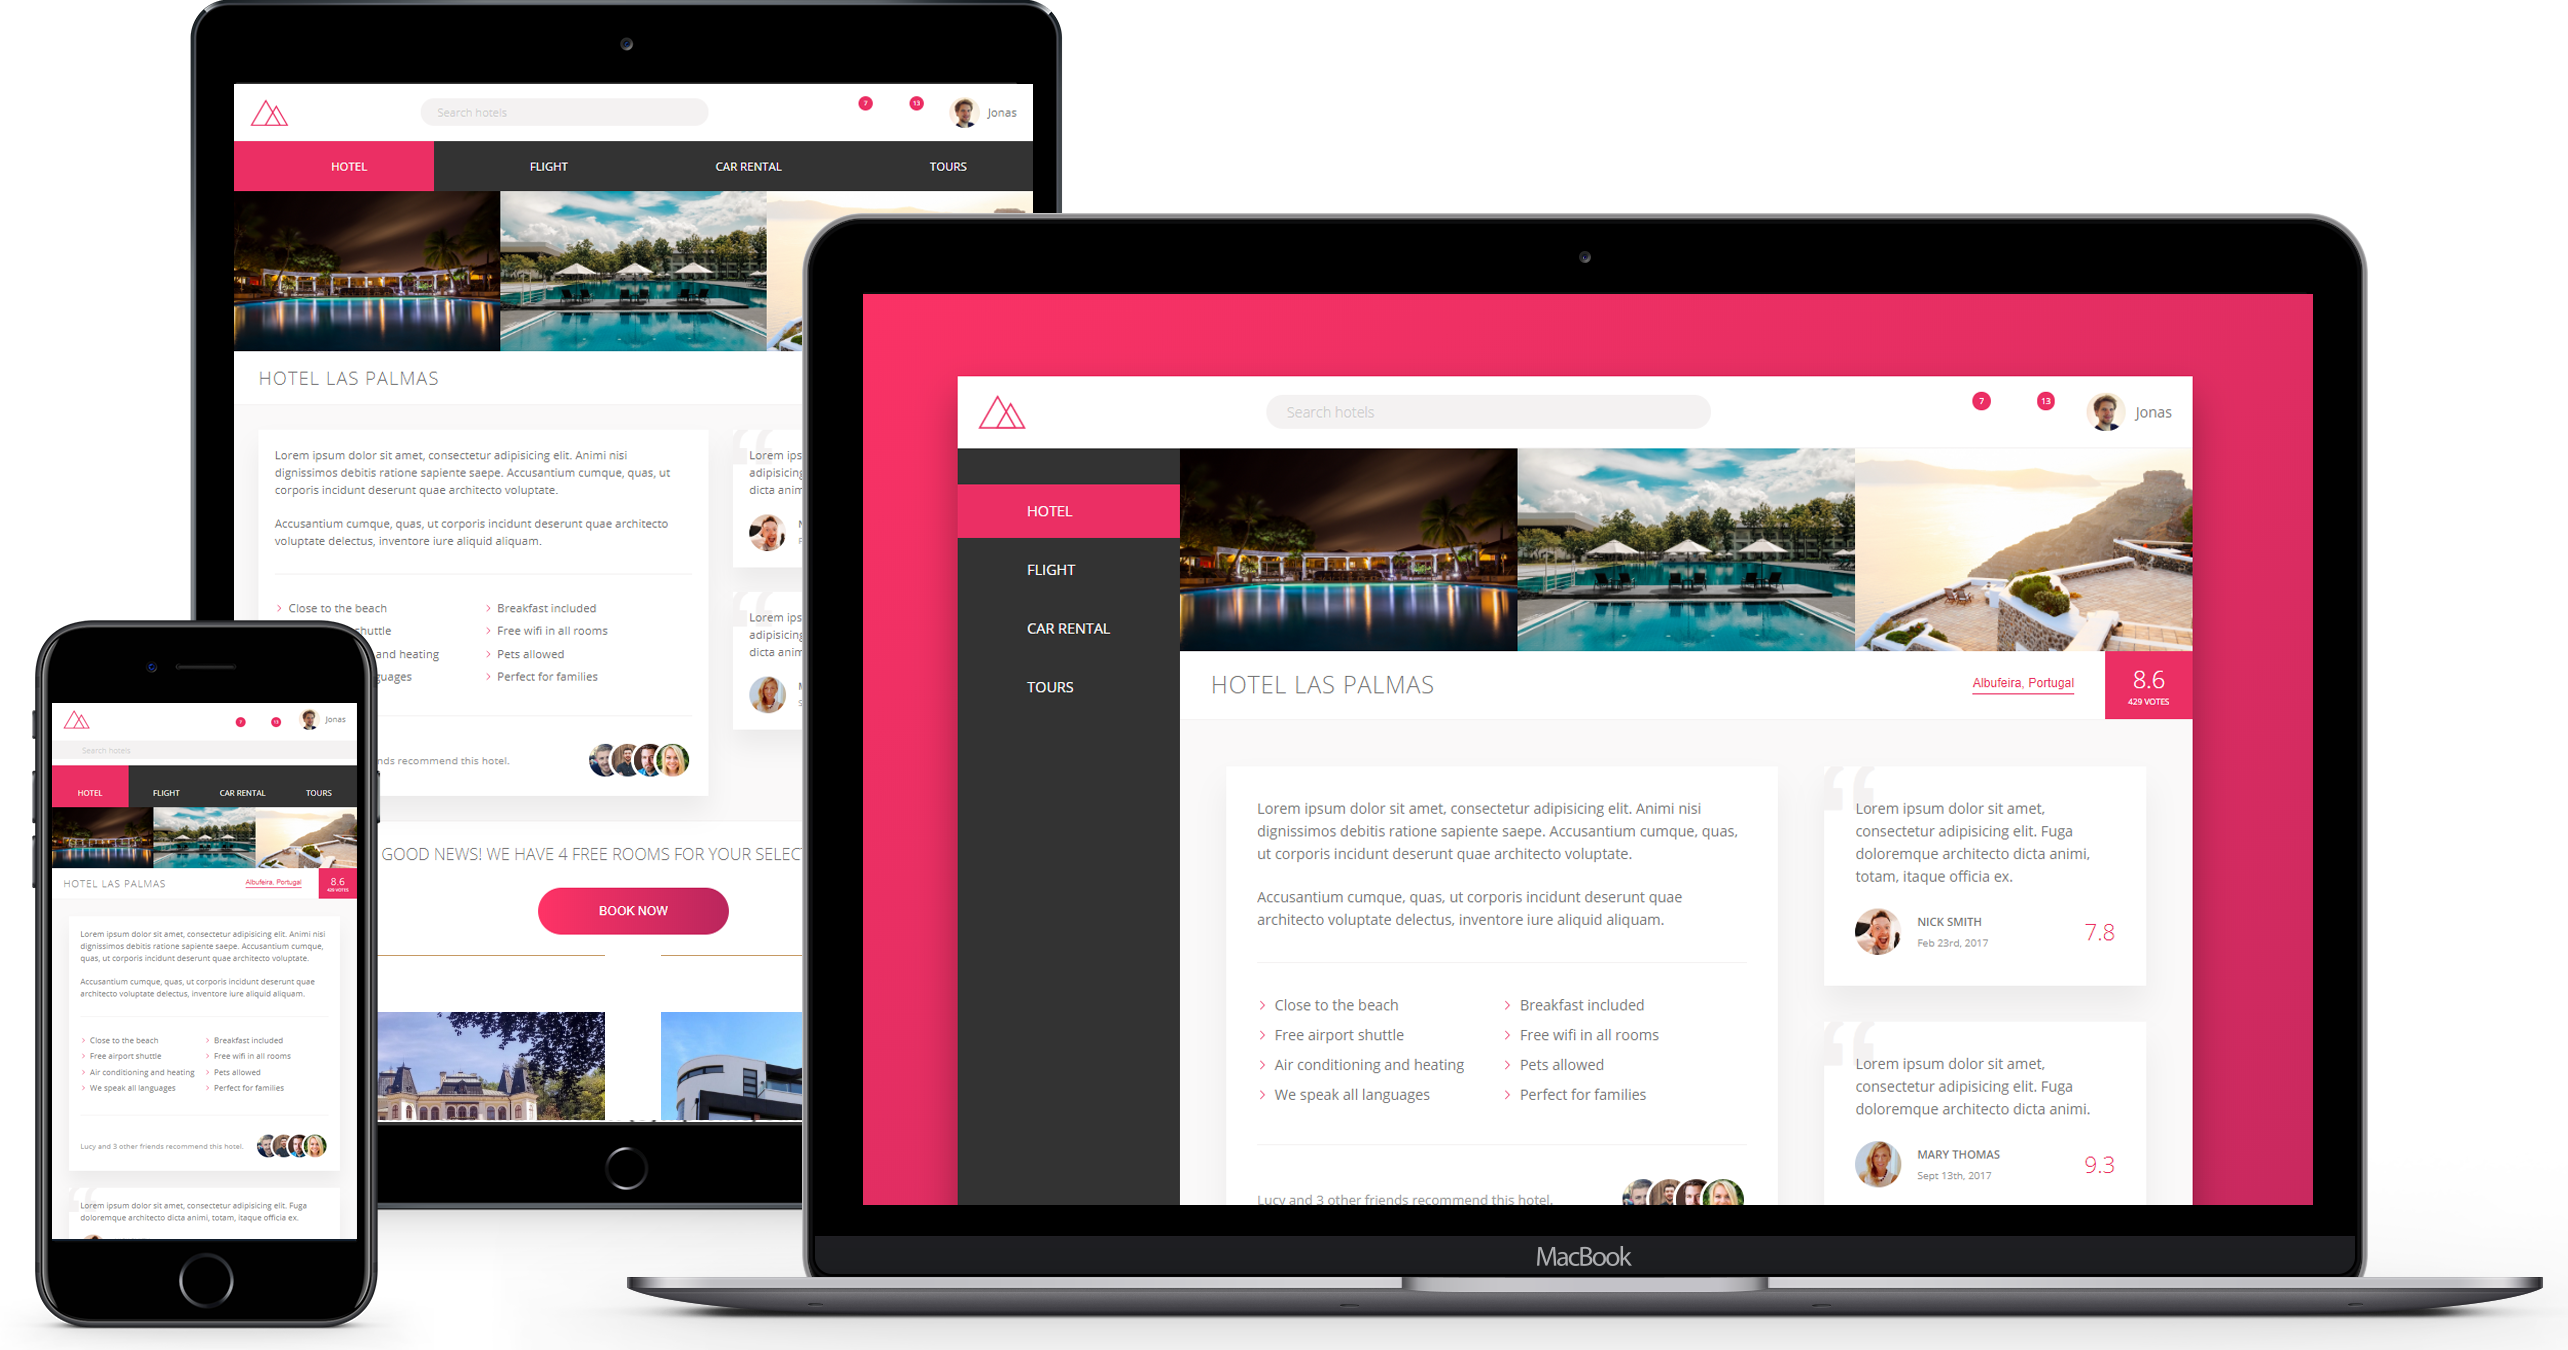 Search hotels
7
13
Jonas
HOTEL
FLIGHT
CAR RENTAL
TOURS
HOTEL LAS PALMAS
Lorem ipsum dolor sit amet, consectetur adipisicing elit. Animi nisi
dignissimos debitis ratione sapiente saepe. Accusantium cumque, quas, ut
corporis incidunt deserunt quae architecto voluptate.
Accusantium cumque, quas, ut corporis incidunt deserunt quae architecto
voluptate delectus, inventore iure aliquid aliquam.
Close to the beach
huttle
and heating
guages
Breakfast included
Free wifi in all rooms
Pets allowed
Perfect for families
nds recommend this hotel.
Lorem ips
adipisicing
dicta anim
Lorem ips
adipisicing
dicta anim
GOOD NEWS! WE HAVE 4 FREE ROOMS FOR YOUR SELECT
BOOK NOW
7
13
Jonas
Search hotels
HOTEL
FLIGHT
CAR RENTAL
TOURS
HOTEL LAS PALMAS
Albufeira, Portugal
8.6
429 VOTES
Lorem ipsum dolor sit amet, consectetur adipisicing elit. Animi nisi
dignissimos debitis ratione sapiente saepe. Accusantium cumque,
quas, ut corporis incidunt deserunt quae architecto voluptate.
Accusantium cumque, quas, ut corporis incidunt deserunt quae
architecto voluptate delectus, inventore iure aliquid aliquam.
Close to the beach
Free airport shuttle
Air conditioning and heating
We speak all languages
Breakfast included
Free wifi in all rooms
Pets allowed
Perfect for families
Lucy and 3 other friends recommend this hotel.
Lorem ipsum dolor sit amet, consectetur adipisicing elit. Fuga
doloremque architecto dicta animi, totam, itaque officia ex.
Search hotels
7
13
Jonas
HOTEL
FLIGHT
CAR RENTAL
TOURS
HOTEL LAS PALMAS
Albufeira, Portugal
8.6
429 VOTES
Lorem ipsum dolor sit amet, consectetur adipisicing elit. Animi nisi
dignissimos debitis ratione sapiente saepe. Accusantium cumque, quas,
ut corporis incidunt deserunt quae architecto voluptate.
Accusantium cumque, quas, ut corporis incidunt deserunt quae
architecto voluptate delectus, inventore iure aliquid aliquam.
Close to the beach
Free airport shuttle
Air conditioning and heating
We speak all languages
Breakfast included
Free wifi in all rooms
Pets allowed
Perfect for families
Lucy and 3 other friends recommend this hotel.
Lorem ipsum dolor sit amet,
consectetur adipisicing elit. Fuga
doloremque architecto dicta animi,
totam, itaque officia ex.
NICK SMITH
Feb 23rd, 2017
7.8
Lorem ipsum dolor sit amet,
consectetur adipisicing elit. Fuga
doloremque architecto dicta animi.
MARY THOMAS
Sept 13th, 2017
9.3
MacBook